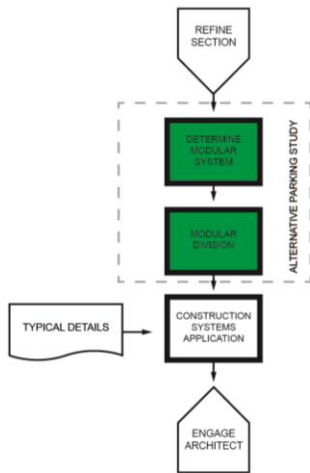 REFINE
SECTION
DETERMINE
MODULAR
SYSTEM
ALTERNATIVE PARKING STUDY
MODULAR
DIVISION
TYPICAL DETAILS
CONSTRUCTION
SYSTEMS
APPLICATION
ENGAGE
ARCHITECT